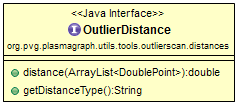 <<Java Interface>>
OutlierDistance
org.pvg.plasmagraph.utils.tools.outlierscan.distances
distance(ArrayList<DoublePoint>):double
getDistanceType():String